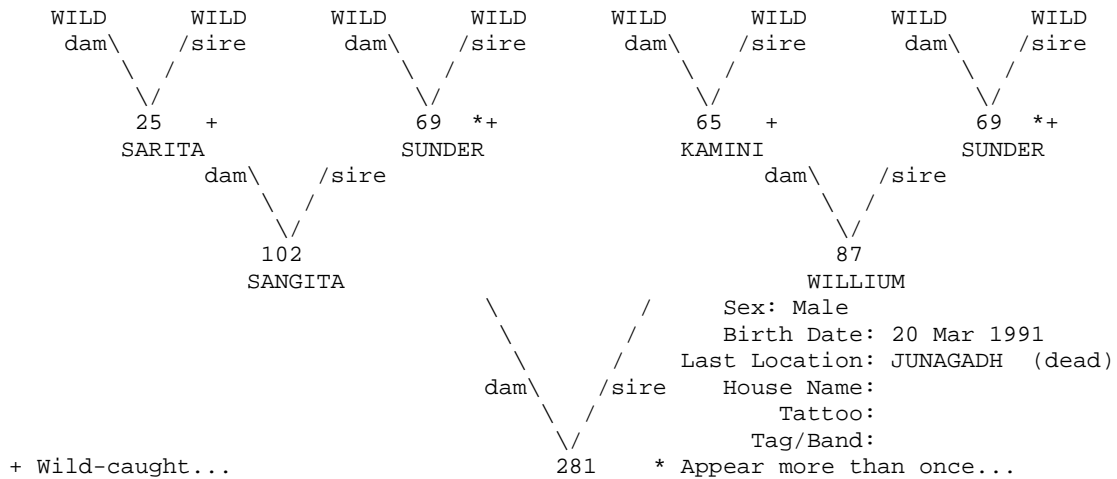 WILD WILD WILD WILD WILD WILD WILD WILD
dam\ /sire dam\ /sire dam\ /sire dam\ /sire
25 + 69 *+ 65 + 69 *+
SARITA SUNDER KAMINI SUNDER
dam\ /sire dam\ /sire
102 87
SANGITA WILLIUM
Sex: Male
Birth Date: 20 Mar 1991
Last Location: JUNAGADH (dead)
dam\ /sire House Name:
Tattoo:
Tag/Band:
+ Wild-caught... 281 * Appear more than once...